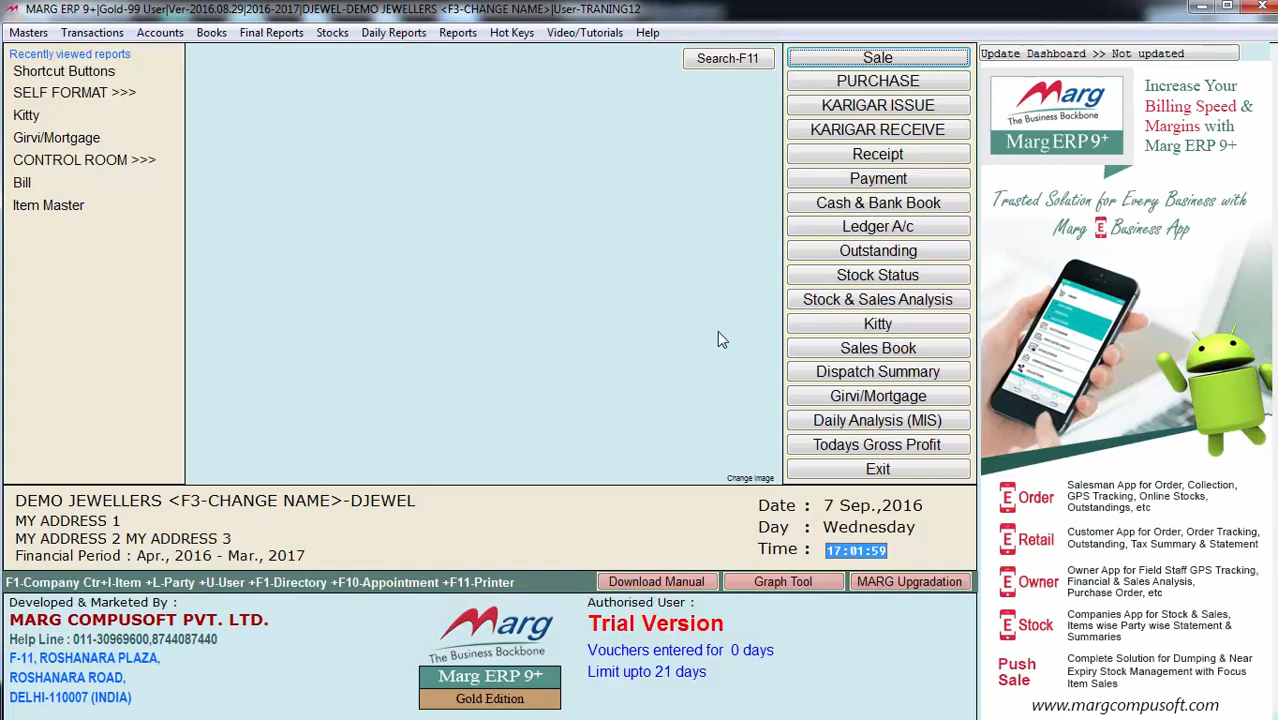 MARG ERP 9+|Gold-99 User|Ver-2016.08.29|2016-2017|DJEWEL-DEMO JEWELLERS <F3-CHANGE NAME>|User-TRANING12
Masters Transactions Accounts Books Final Reports Stocks Daily Reports Reports Hot Keys Video/Tutorials Help
Recently viewed reports
Shortcut Buttons
SELF FORMAT >>>
Kitty
Girvi/Mortgage
CONTROL ROOM >>>
Bill
Item Master
Search-F11
Change Image
Sale
PURCHASE
KARIGAR ISSUE
KARIGAR RECEIVE
Receipt
Payment
Cash & Bank Book
Ledger A/c
Outstanding
Stock Status
Stock & Sales Analysis
Kitty
Sales Book
Dispatch Summary
Girvi/Mortgage
Daily Analysis (MIS)
Todays Gross Profit
Exit
Update Dashboard >> Not updated
Marg
The Business Backbone
Marg ERP 9+
Increase Your
Billing Speed &
Margins with
Marg ERP 9+
Trusted Solution for Every Business with
Marg E Business App
E Order
Salesman App for Order, Collection,
GPS Tracking, Online Stocks,
Outstandings, etc
E Retail
Customer App for Order, Order Tracking,
Outstanding, Tax Summary & Statement
E Owner
Owner App for Field Staff GPS Tracking,
Financial & Sales Analysis,
Purchase Order, etc
E Stock
Companies App for Stock & Sales,
Items wise Party wise Statement &
Summaries
Push
Sale
Complete Solution for Dumping & Near
Expiry Stock Management with Focus
Item Sales
www.margcompusoft.com
DEMO JEWELLERS <F3-CHANGE NAME>-DJEWEL
MY ADDRESS 1
MY ADDRESS 2 MY ADDRESS 3
Financial Period : Apr., 2016 - Mar., 2017
Date : 7 Sep.,2016
Day : Wednesday
Time : 17:01:59
F1-Company Ctr+I-Item +L-Party +U-User +F1-Directory +F10-Appointment +F11-Printer
Download Manual
Graph Tool
MARG Upgradation
Developed & Marketed By :
MARG COMPUSOFT PVT. LTD.
Help Line : 011-30969600,8744087440
F-11, ROSHANARA PLAZA,
ROSHANARA ROAD,
DELHI-110007 (INDIA)
Marg
The Business Backbone
Marg ERP 9+
Gold Edition
Authorised User :
Trial Version
Vouchers entered for 0 days
Limit upto 21 days